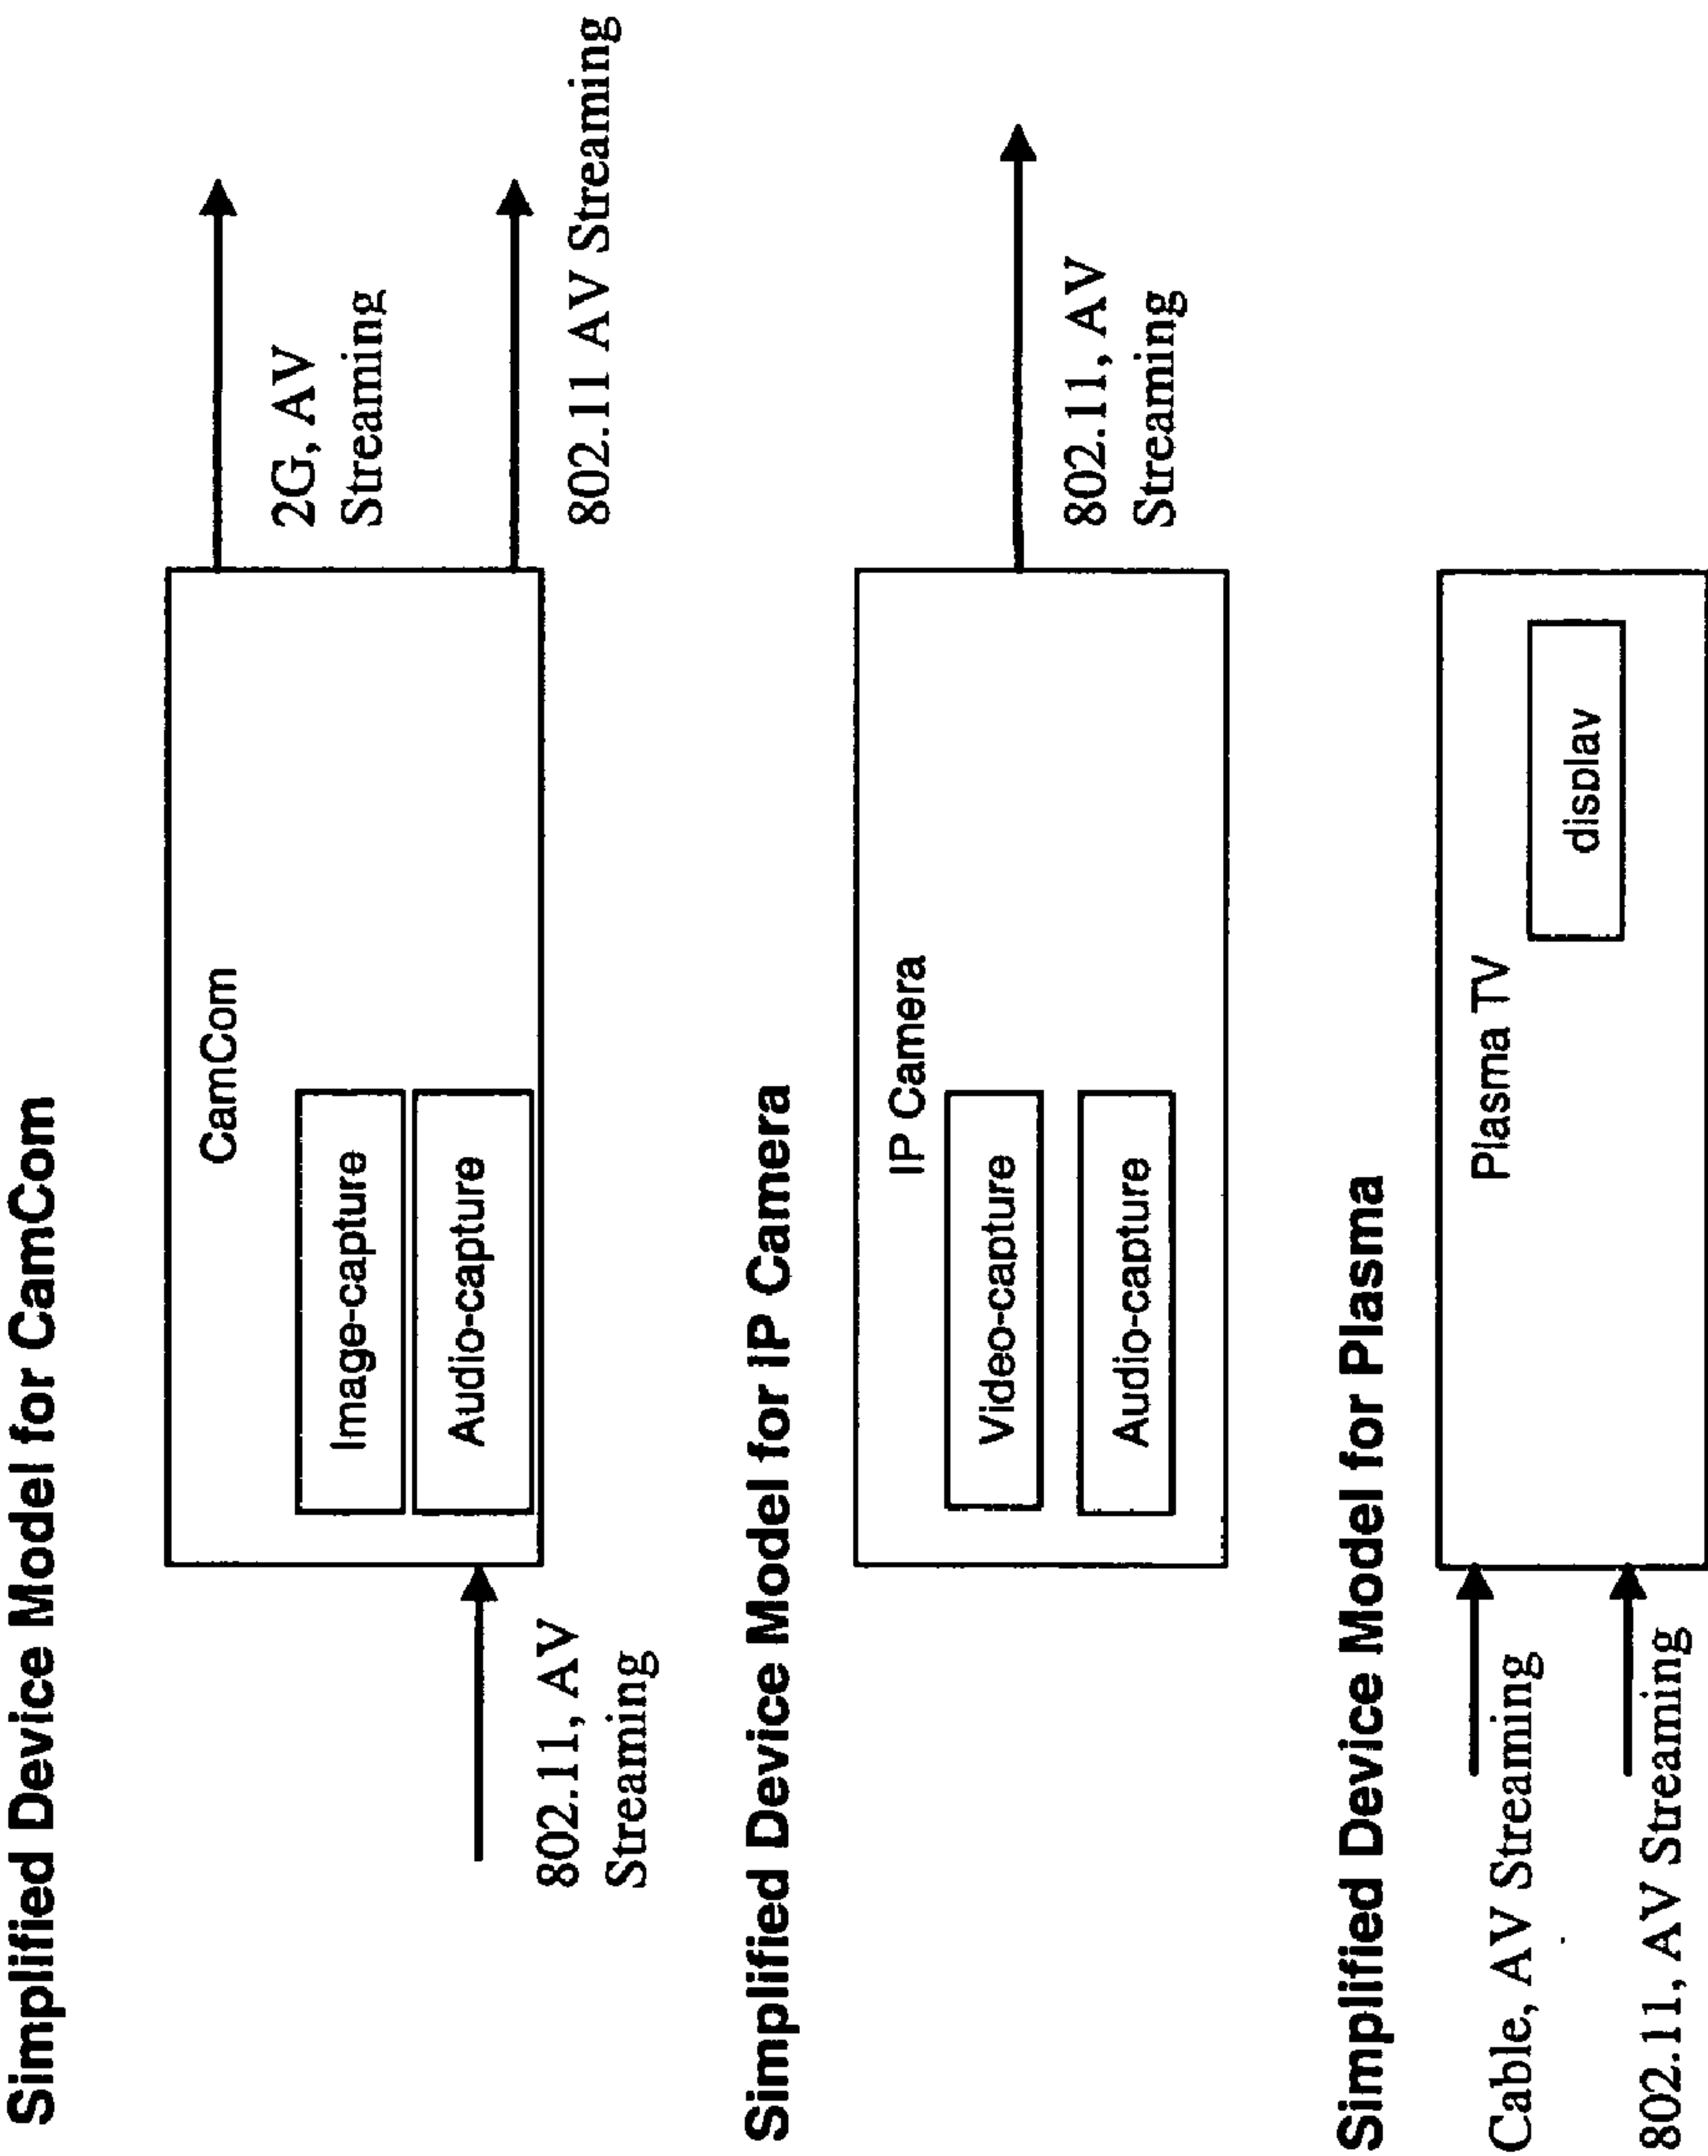 Simplified Device Model for CamCom
CamCom
Image-capture
Audio-capture
802.11, AV
Streaming
2G, AV
Streaming
802.11 AV Streaming
Simplified Device Model for IP Camera
IP Camera
Video-capture
Audio-capture
802.11, AV
Streaming
Simplified Device Model for Plasma
Plasma TV
display
Cable, AV Streaming
802.11, AV Streaming